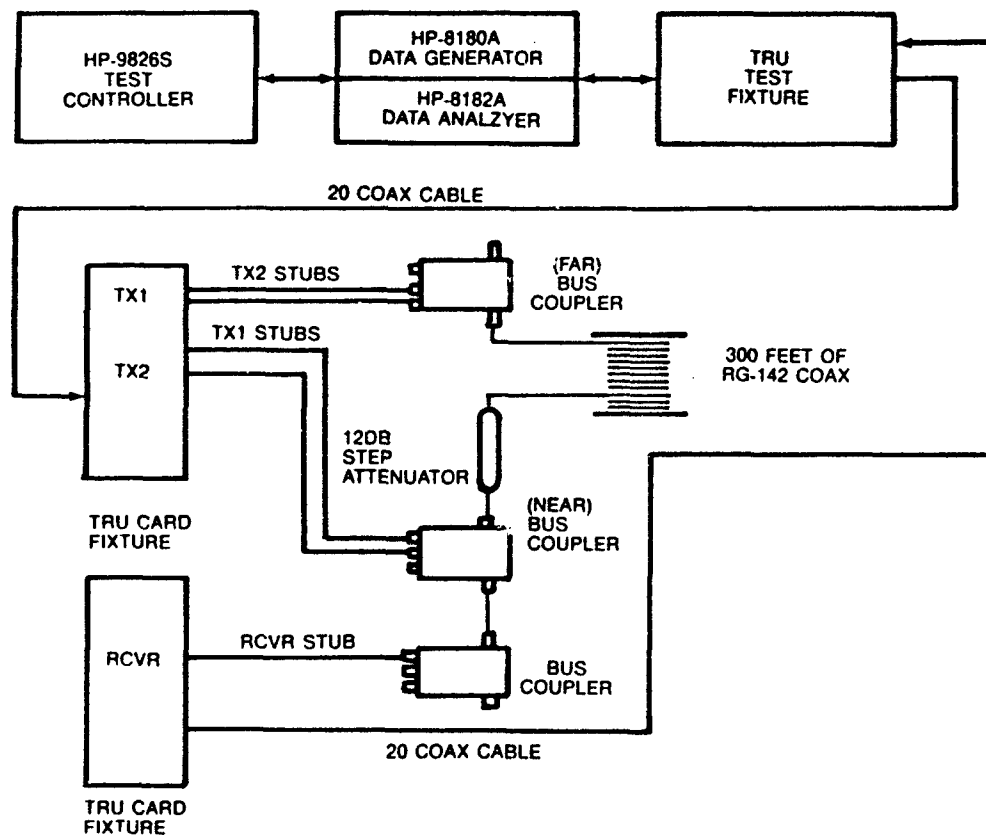 HP-9826S
TEST
CONTROLLER
HP-8180A
DATA GENERATOR
HP-8182A
DATA ANALZYER
TRU
TEST
FIXTURE
20 COAX CABLE
TX1
TX2
TX2 STUBS
TX1 STUBS
(FAR)
BUS
COUPLER
300 FEET OF
RG-142 COAX
12DB
STEP
ATTENUATOR
(NEAR)
BUS
COUPLER
TRU CARD
FIXTURE
RCVR
RCVR STUB
BUS
COUPLER
20 COAX CABLE
TRU CARD
FIXTURE